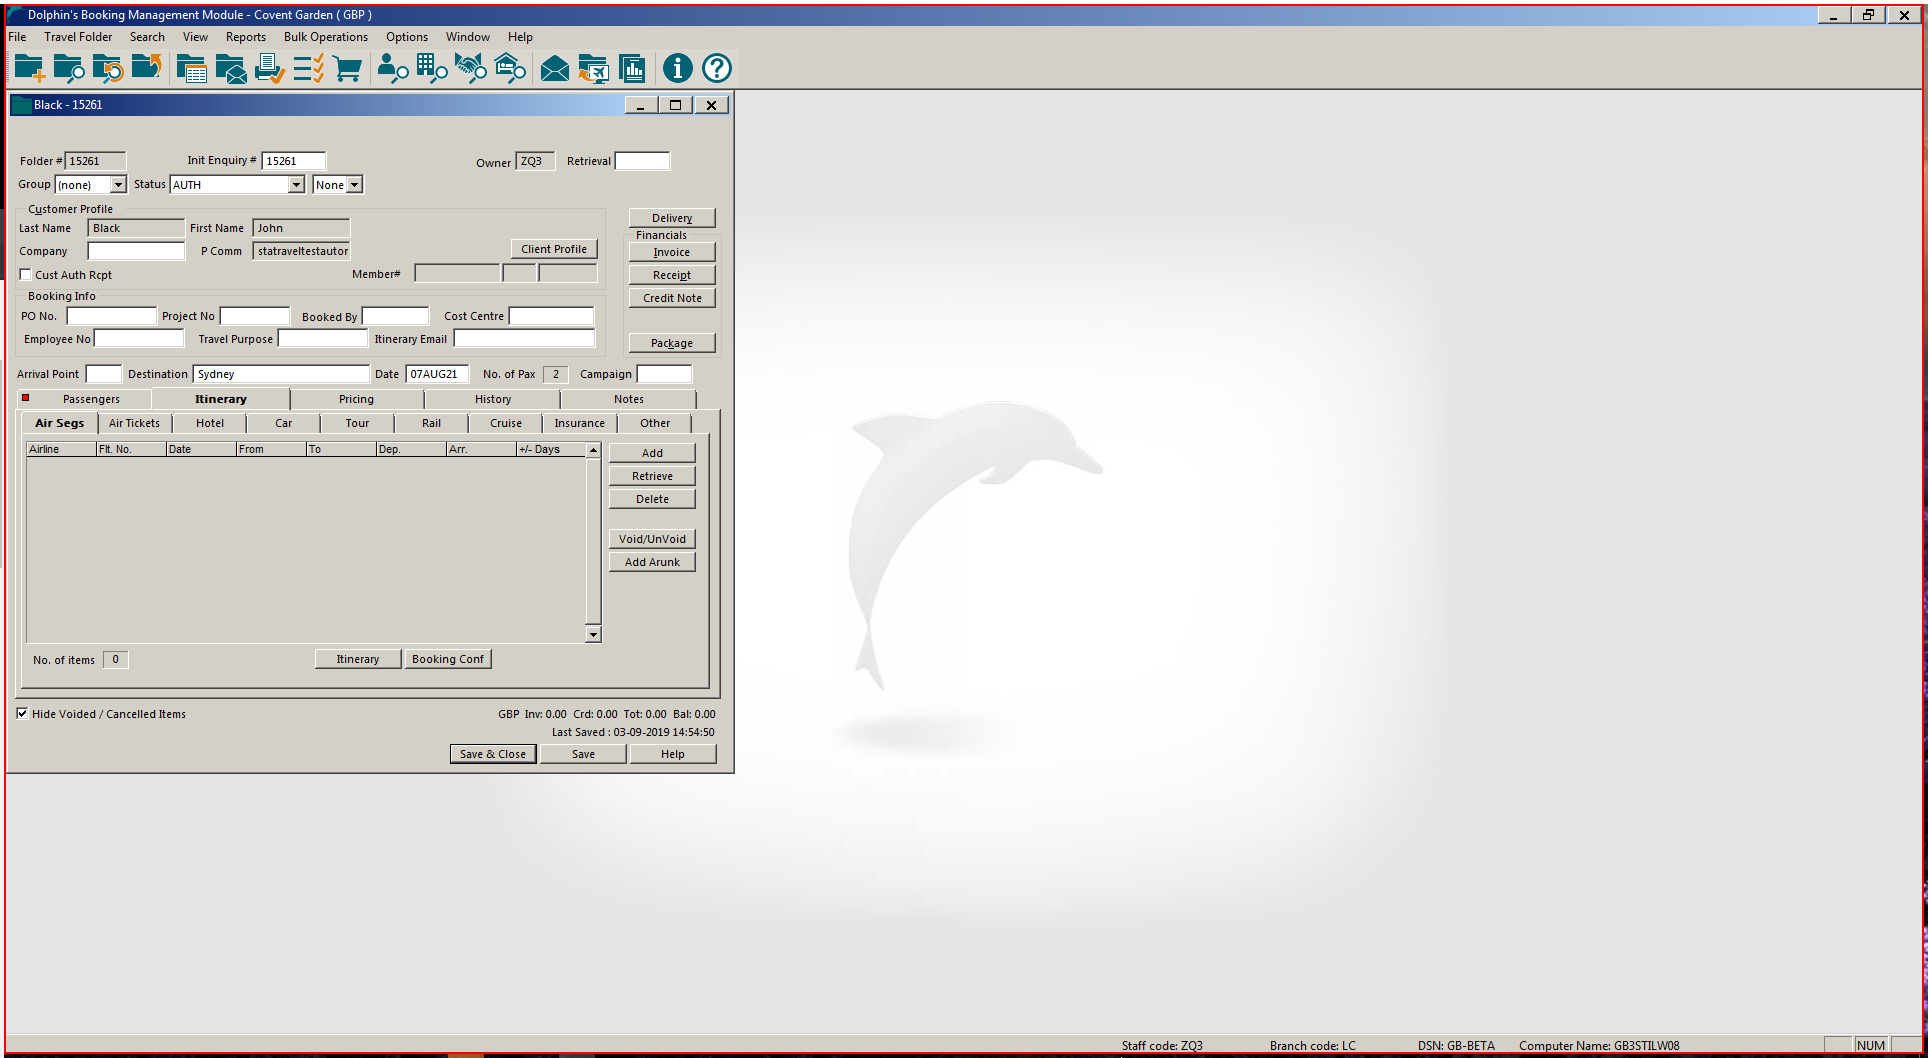 Dolphin's Booking Management Module - Covent Garden ( GBP )
File Travel Folder Search View Reports Bulk Operations Options Window Help
Black - 15261
Folder # 15261 Init Enquiry # 15261 Owner ZQ3 Retrieval
Group (none) Status AUTH None
Customer Profile
Last Name Black First Name John
Company P Comm statraveltestautor Client Profile
Cust Auth Rcpt Member#
Delivery
Financials
Invoice
Receipt
Credit Note
Package
Booking Info
PO No. Project No Booked By Cost Centre
Employee No Travel Purpose Itinerary Email
Arrival Point Destination Sydney Date 07AUG21 No. of Pax 2 Campaign
Passengers Itinerary Pricing History Notes
Air Segs Air Tickets Hotel Car Tour Rail Cruise Insurance Other
Airline Flt. No. Date From To Dep. Arr. +/- Days
Add
Retrieve
Delete
Void/UnVoid
Add Arunk
No. of items 0 Itinerary Booking Conf
Hide Voided / Cancelled Items GBP Inv: 0.00 Crd: 0.00 Tot: 0.00 Bal: 0.00
Last Saved : 03-09-2019 14:54:50
Save & Close Save Help
Staff code: ZQ3 Branch code: LC DSN: GB-BETA Computer Name: GB3STILW08 NUM